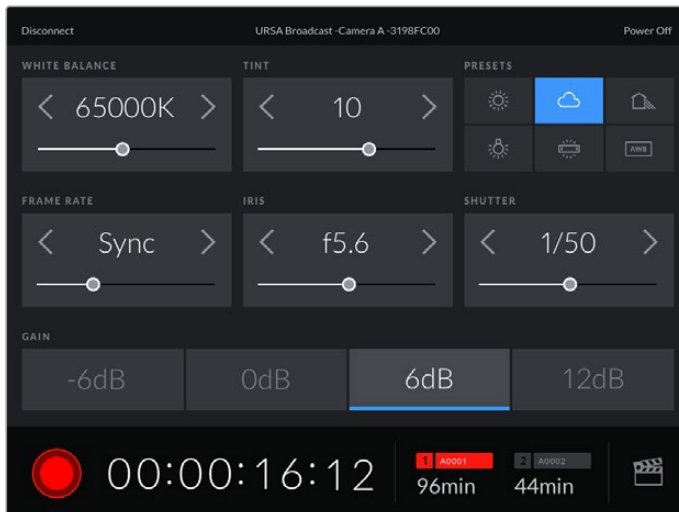 Disconnect URSA Broadcast -Camera A -3198FC00 Power Off
WHITE BALANCE TINT PRESETS
65000K 10
AWB
FRAME RATE IRIS SHUTTER
Sync f5.6 1/50
GAIN
-6dB 0dB 6dB 12dB
00:00:16:12
1 A0001 2 A0002
96min 44min